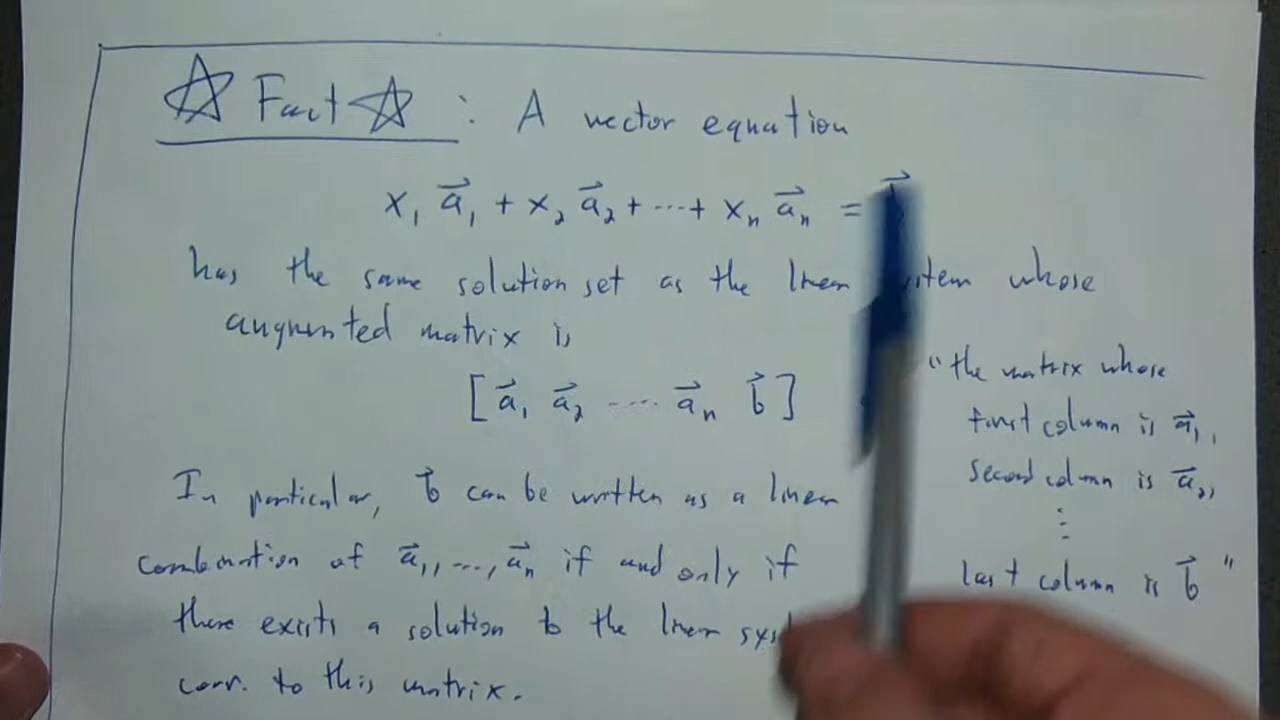 ☆ Fact ☆ : A vector equation
x₁ a⃗₁ + x₂ a⃗₂ + ⋯ + xₙ a⃗ₙ =
has the same solution set as the linear whose
augmented matrix is
[ a⃗₁ a⃗₂ ⋯ a⃗ₙ b⃗ ]
"the matrix whose
first column is a⃗₁,
second column is a⃗₂,
⋮
last column is b⃗"
In particular, b⃗ can be written as a linear
combination of a⃗₁, ..., a⃗ₙ if and only if
there exists a solution to the linear
corr. to this matrix.